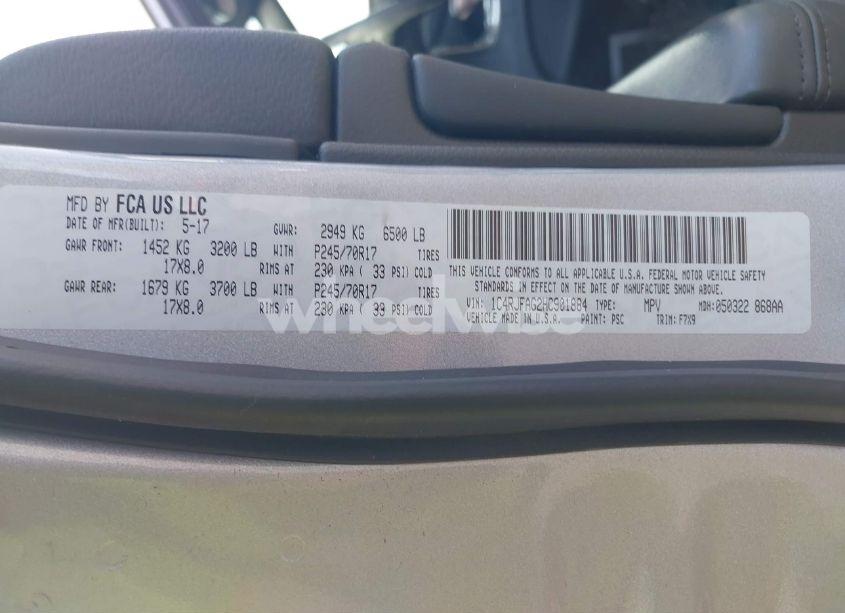 MFD BY FCA US LLC
DATE OF MFR(BUILT): 5-17 GVWR: 2949 KG 6500 LB
GAWR FRONT: 1452 KG 3200 LB WITH P245/70R17 TIRES
17X8.0 RIMS AT 230 KPA ( 33 PSI) COLD
GAWR REAR: 1679 KG 3700 LB WITH P245/70R17 TIRES
17X8.0 RIMS AT 230 KPA ( 33 PSI) COLD
THIS VEHICLE CONFORMS TO ALL APPLICABLE U.S.A. FEDERAL MOTOR VEHICLE SAFETY
STANDARDS IN EFFECT ON THE DATE OF MANUFACTURE SHOWN ABOVE.
VIN: 1C4RJFAG2HC901884 TYPE: MPV MDH: 050322 868AA
VEHICLE MADE IN U.S.A. PAINT: PSC TRIM: F7X9
wheelwise